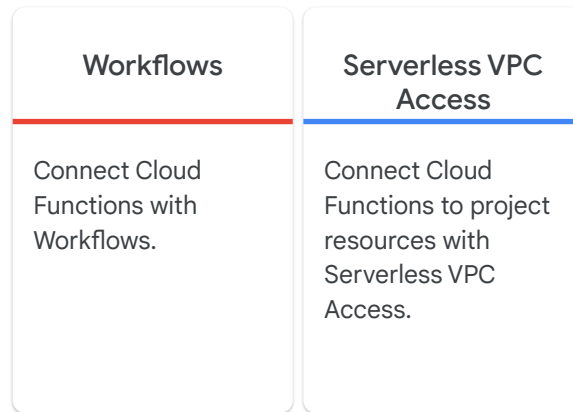 Workflows
Connect Cloud
Functions with
Workflows.
Serverless VPC
Access
Connect Cloud
Functions to project
resources with
Serverless VPC
Access.